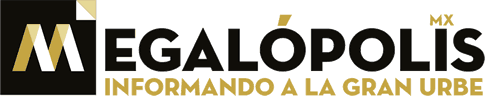 MEGALÓPOLIS MX
INFORMANDO A LA GRAN URBE